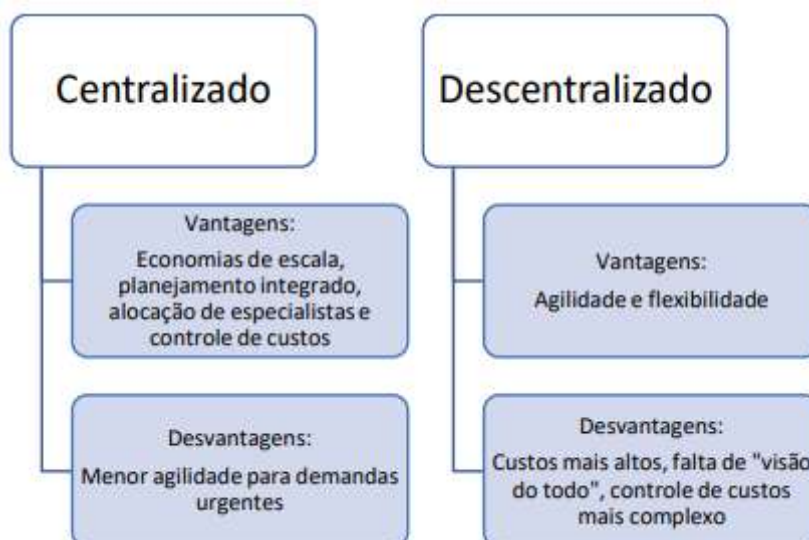 Centralizado
Vantagens:
Economias de escala,
planejamento integrado,
alocação de especialistas e
controle de custos
Desvantagens:
Menor agilidade para demandas
urgentes
Descentralizado
Vantagens:
Agilidade e flexibilidade
Desvantagens:
Custos mais altos, falta de "visão
do todo", controle de custos
mais complexo